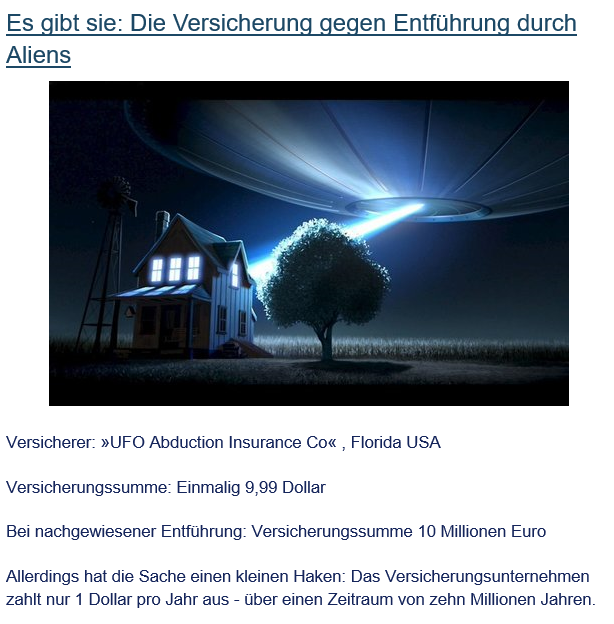 Es gibt sie: Die Versicherung gegen Entführung durch
Aliens
Versicherer: »UFO Abduction Insurance Co« , Florida USA
Versicherungssumme: Einmalig 9,99 Dollar
Bei nachgewiesener Entführung: Versicherungssumme 10 Millionen Euro
Allerdings hat die Sache einen kleinen Haken: Das Versicherungsunternehmen
zahlt nur 1 Dollar pro Jahr aus - über einen Zeitraum von zehn Millionen Jahren.